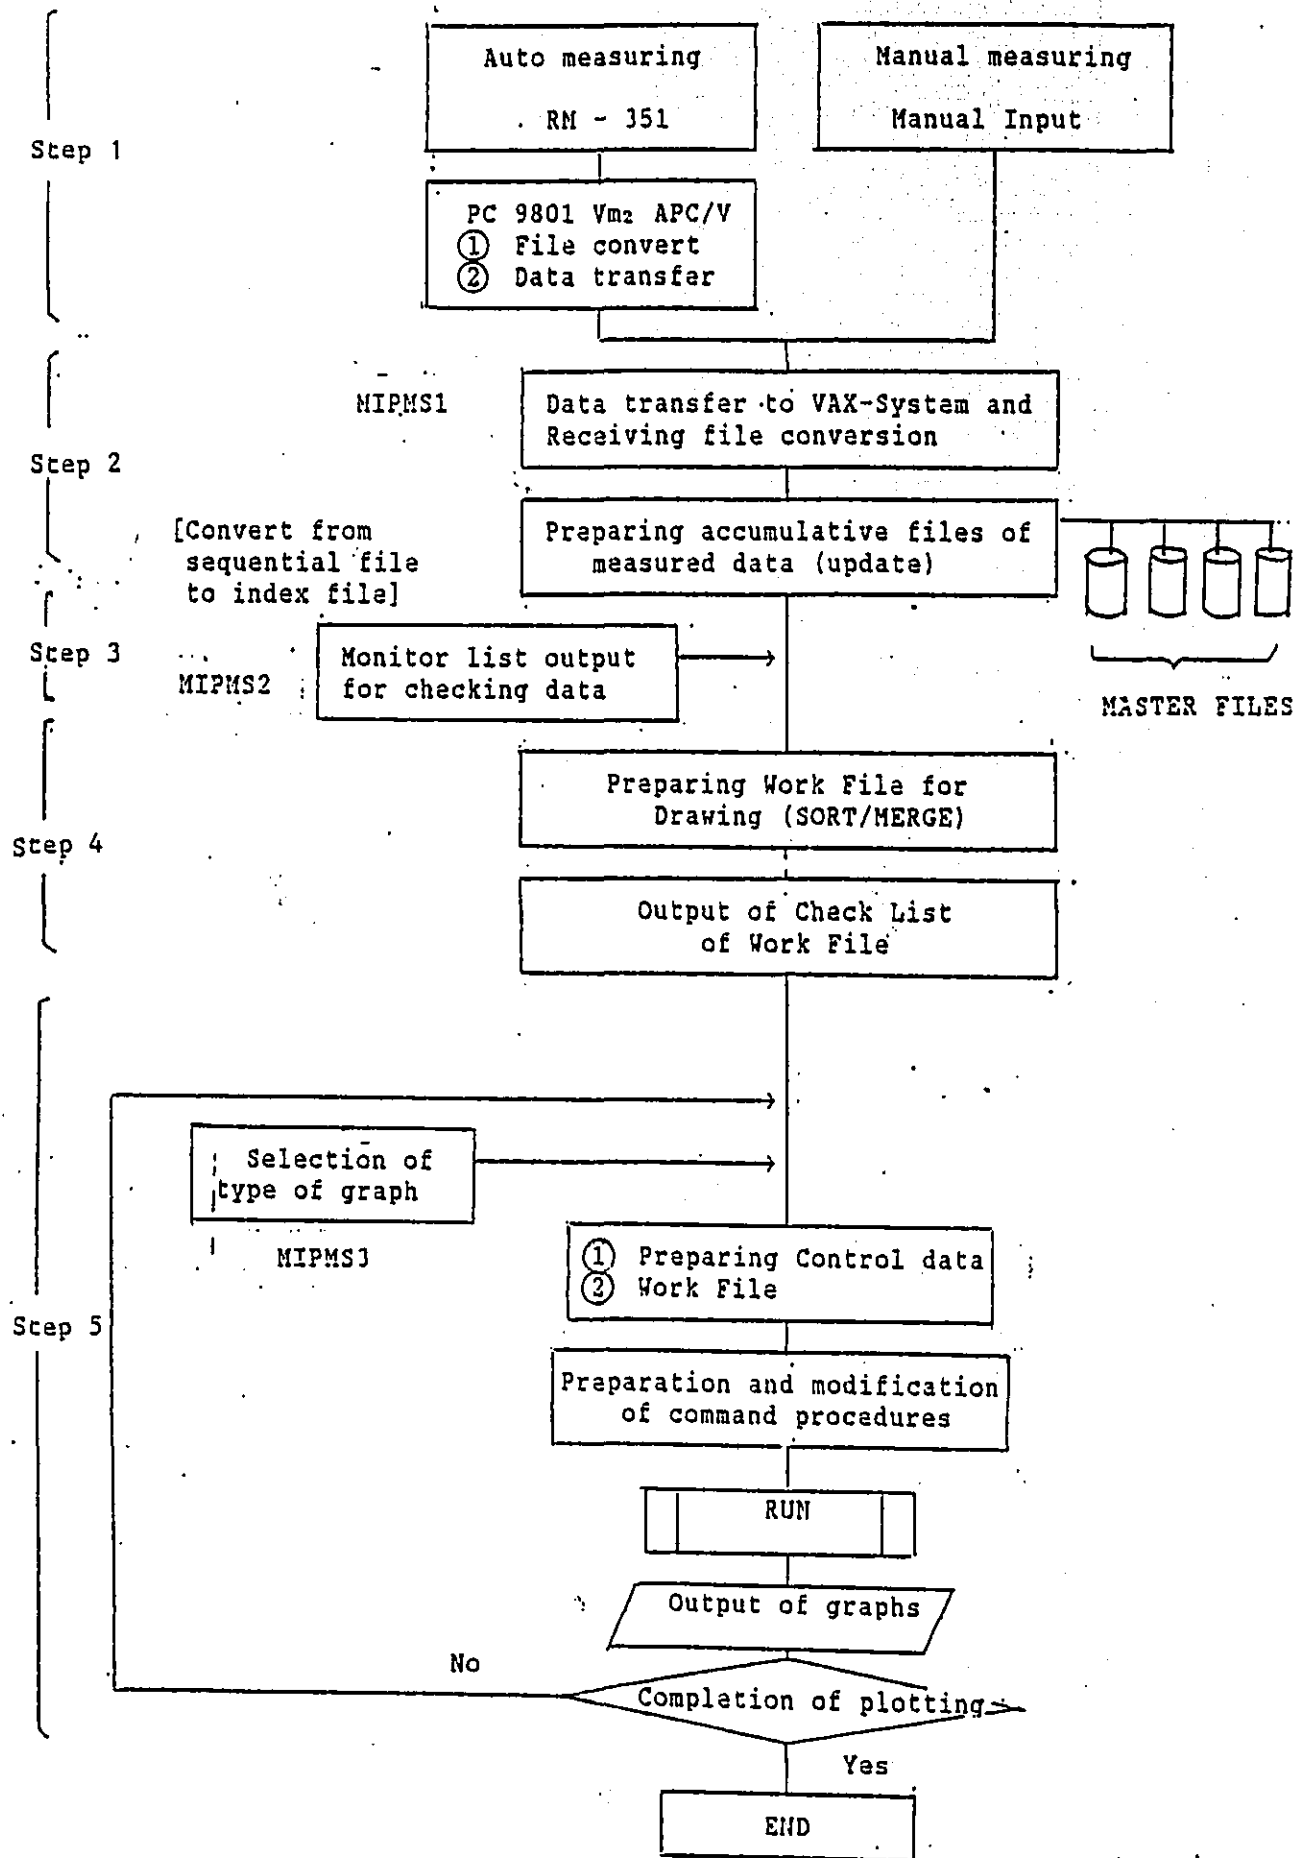 Step 1
Auto measuring
RM - 351
Manual measuring
Manual Input
PC 9801 Vm2 APC/V
① File convert
② Data transfer
Step 2
MIPMS1
Data transfer to VAX-System and
Receiving file conversion
[Convert from
sequential file
to index file]
Preparing accumulative files of
measured data (update)
MASTER FILES
Step 3
MIPMS2
Monitor list output
for checking data
Step 4
Preparing Work File for
Drawing (SORT/MERGE)
Output of Check List
of Work File
Step 5
Selection of
type of graph
MIPMS3
① Preparing Control data
② Work File
Preparation and modification
of command procedures
RUN
Output of graphs
No
Completion of plotting
Yes
END